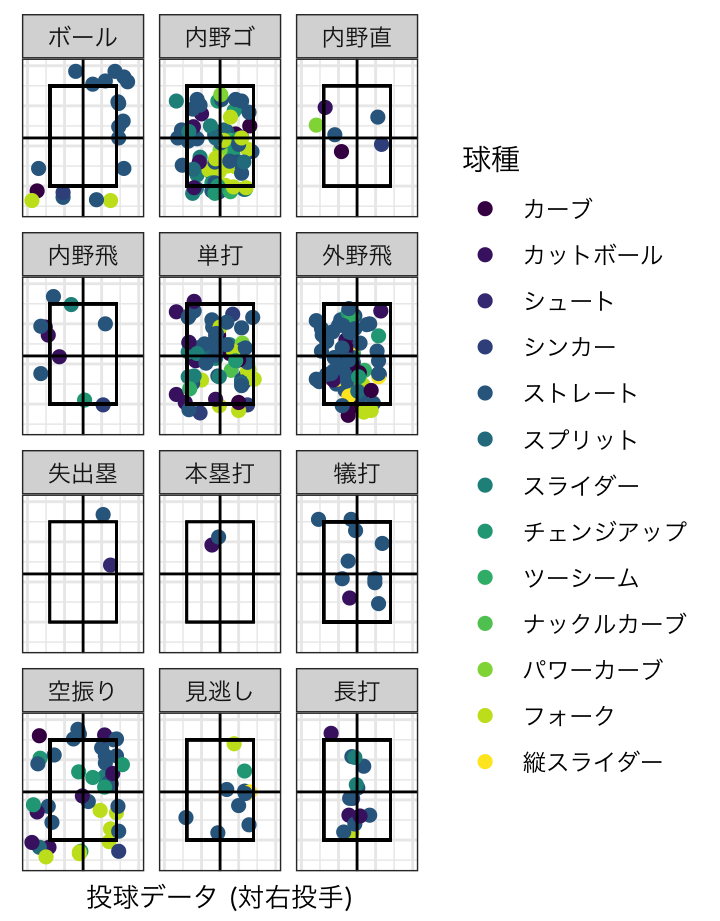 ボール 内野ゴ 内野直
内野飛 単打 外野飛
失出塁 本塁打 犠打
空振り 見逃し 長打
投球データ (対右投手)
球種
カーブ
カットボール
シュート
シンカー
ストレート
スプリット
スライダー
チェンジアップ
ツーシーム
ナックルカーブ
パワーカーブ
フォーク
縦スライダー